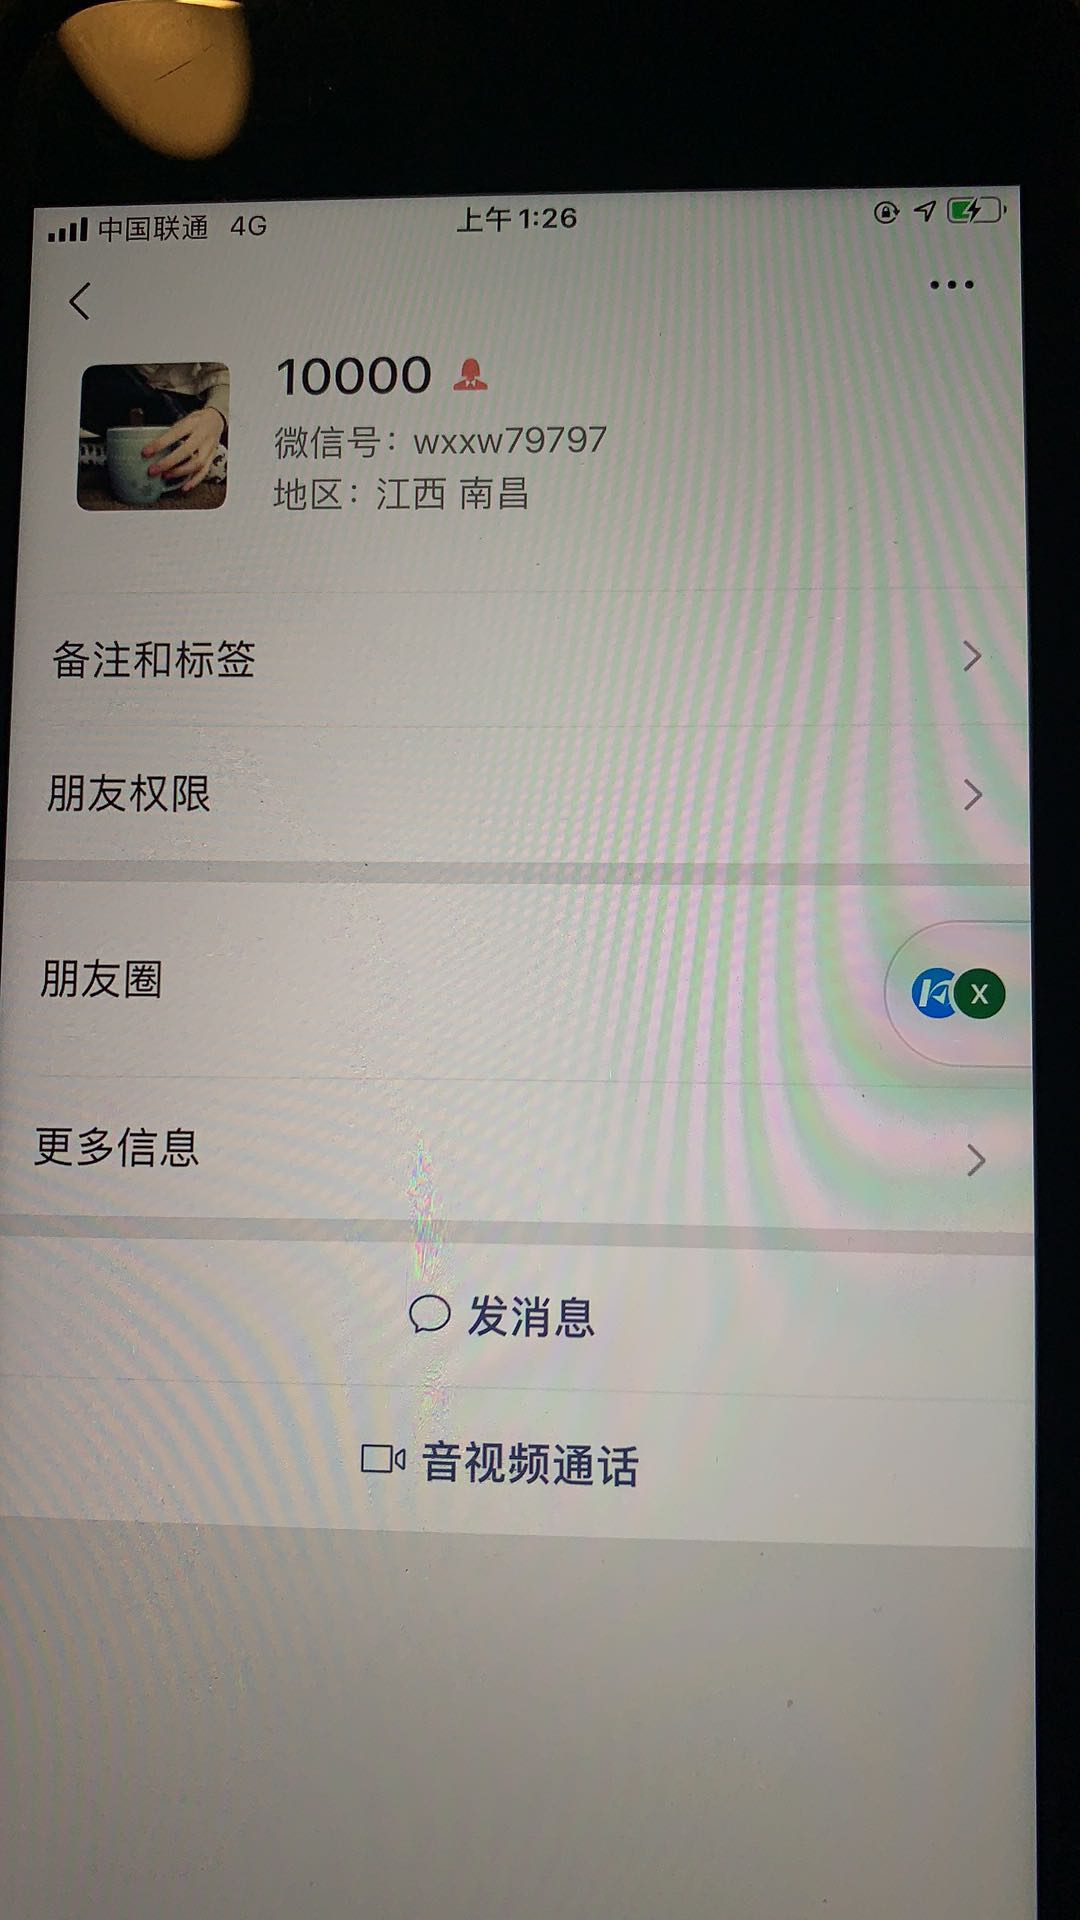 中国联通 4G 上午1:26
10000
微信号：wxxw79797
地区：江西 南昌
备注和标签
朋友权限
朋友圈
X
更多信息
发消息
音视频通话